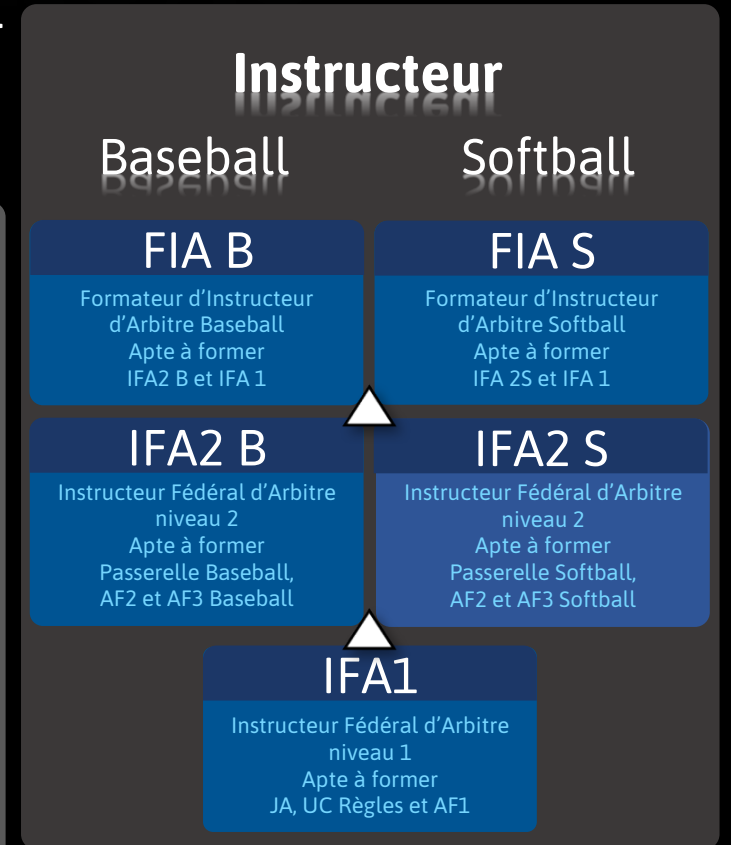 Instructeur
Baseball
Softball
FIA B
Formateur d'Instructeur
d'Arbitre Baseball
Apte à former
IFA2 B et IFA 1
FIA S
Formateur d'Instructeur
d'Arbitre Softball
Apte à former
IFA 2S et IFA 1
IFA2 B
Instructeur Fédéral d'Arbitre
niveau 2
Apte à former
Passerelle Baseball,
AF2 et AF3 Baseball
IFA2 S
Instructeur Fédéral d'Arbitre
niveau 2
Apte à former
Passerelle Softball,
AF2 et AF3 Softball
IFA1
Instructeur Fédéral d'Arbitre
niveau 1
Apte à former
JA, UC Règles et AF1